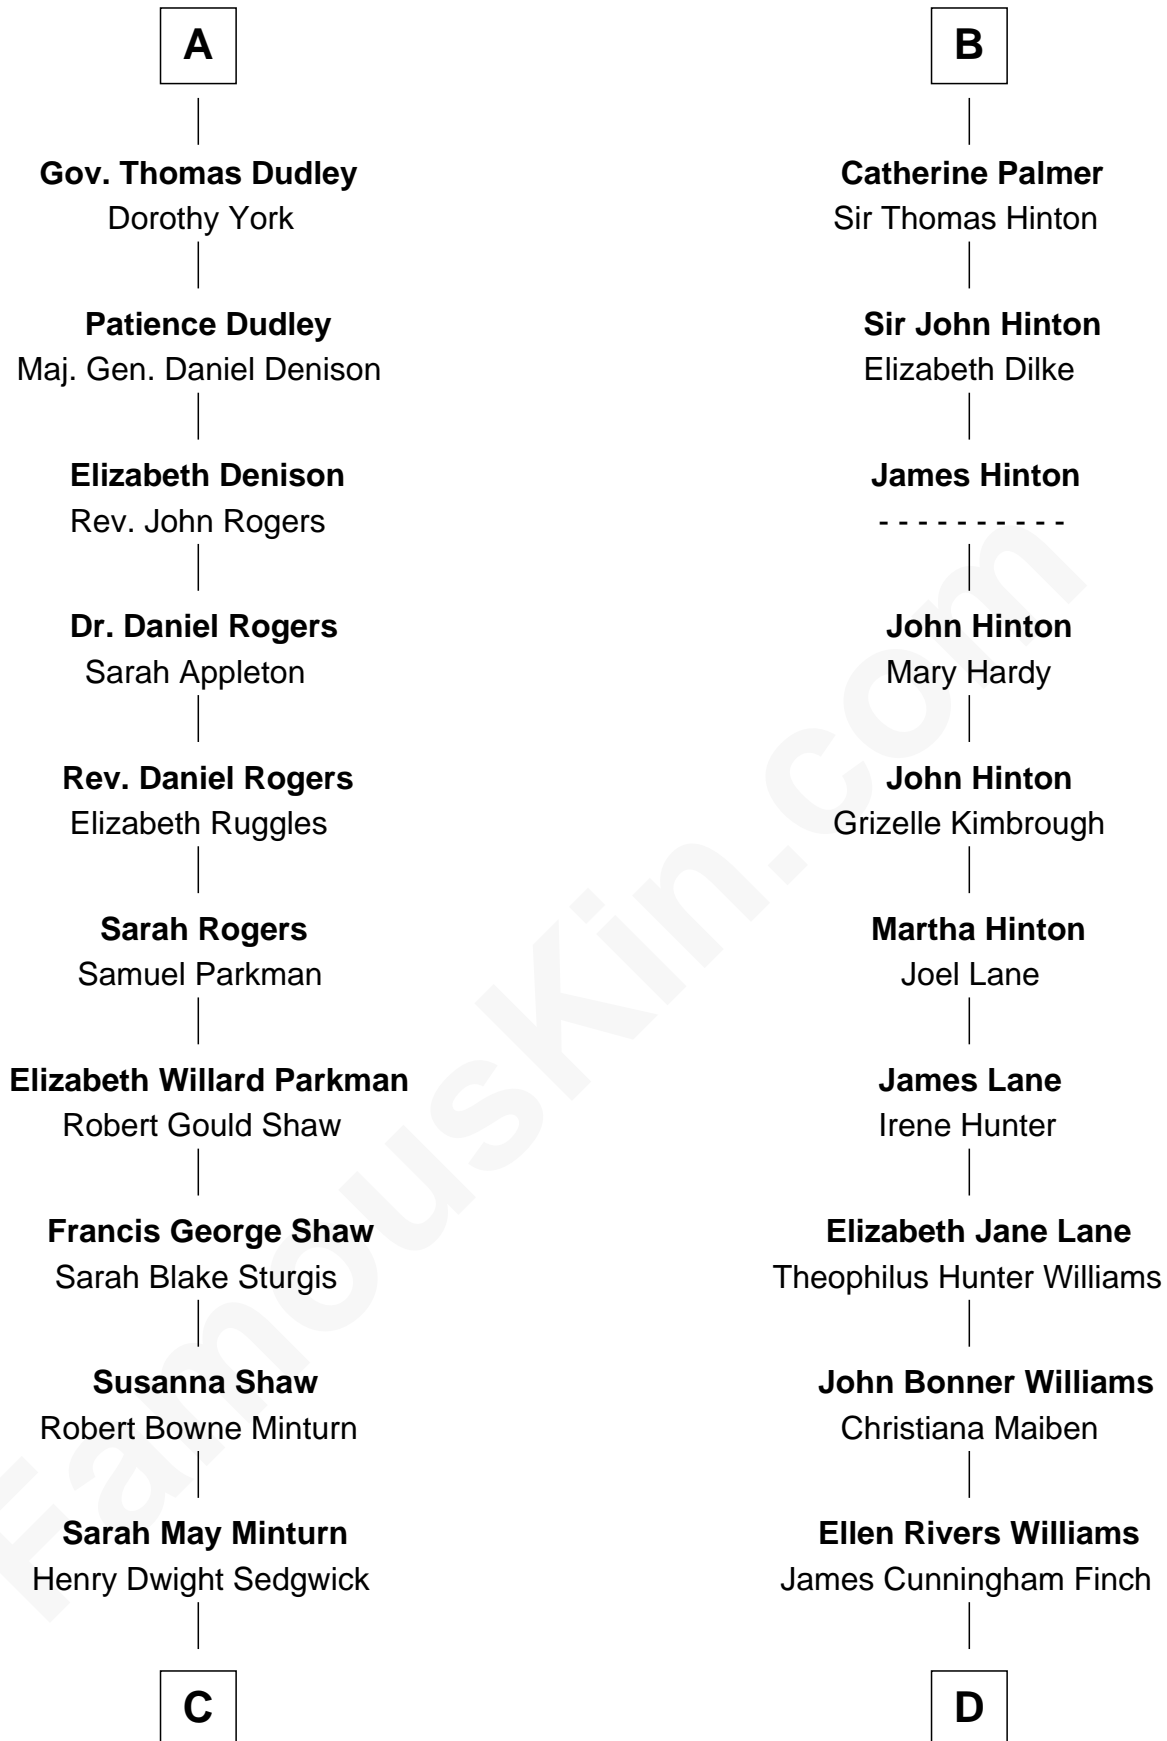 A
Gov. Thomas Dudley
Dorothy York
Patience Dudley
Maj. Gen. Daniel Denison
Elizabeth Denison
Rev. John Rogers
Dr. Daniel Rogers
Sarah Appleton
Rev. Daniel Rogers
Elizabeth Ruggles
Sarah Rogers
Samuel Parkman
Elizabeth Willard Parkman
Robert Gould Shaw
Francis George Shaw
Sarah Blake Sturgis
Susanna Shaw
Robert Bowne Minturn
Sarah May Minturn
Henry Dwight Sedgwick
C
B
Catherine Palmer
Sir Thomas Hinton
Sir John Hinton
Elizabeth Dilke
James Hinton
- - - - - - - - - -
John Hinton
Mary Hardy
John Hinton
Grizelle Kimbrough
Martha Hinton
Joel Lane
James Lane
Irene Hunter
Elizabeth Jane Lane
Theophilus Hunter Williams
John Bonner Williams
Christiana Maiben
Ellen Rivers Williams
James Cunningham Finch
D
FamousKin.com